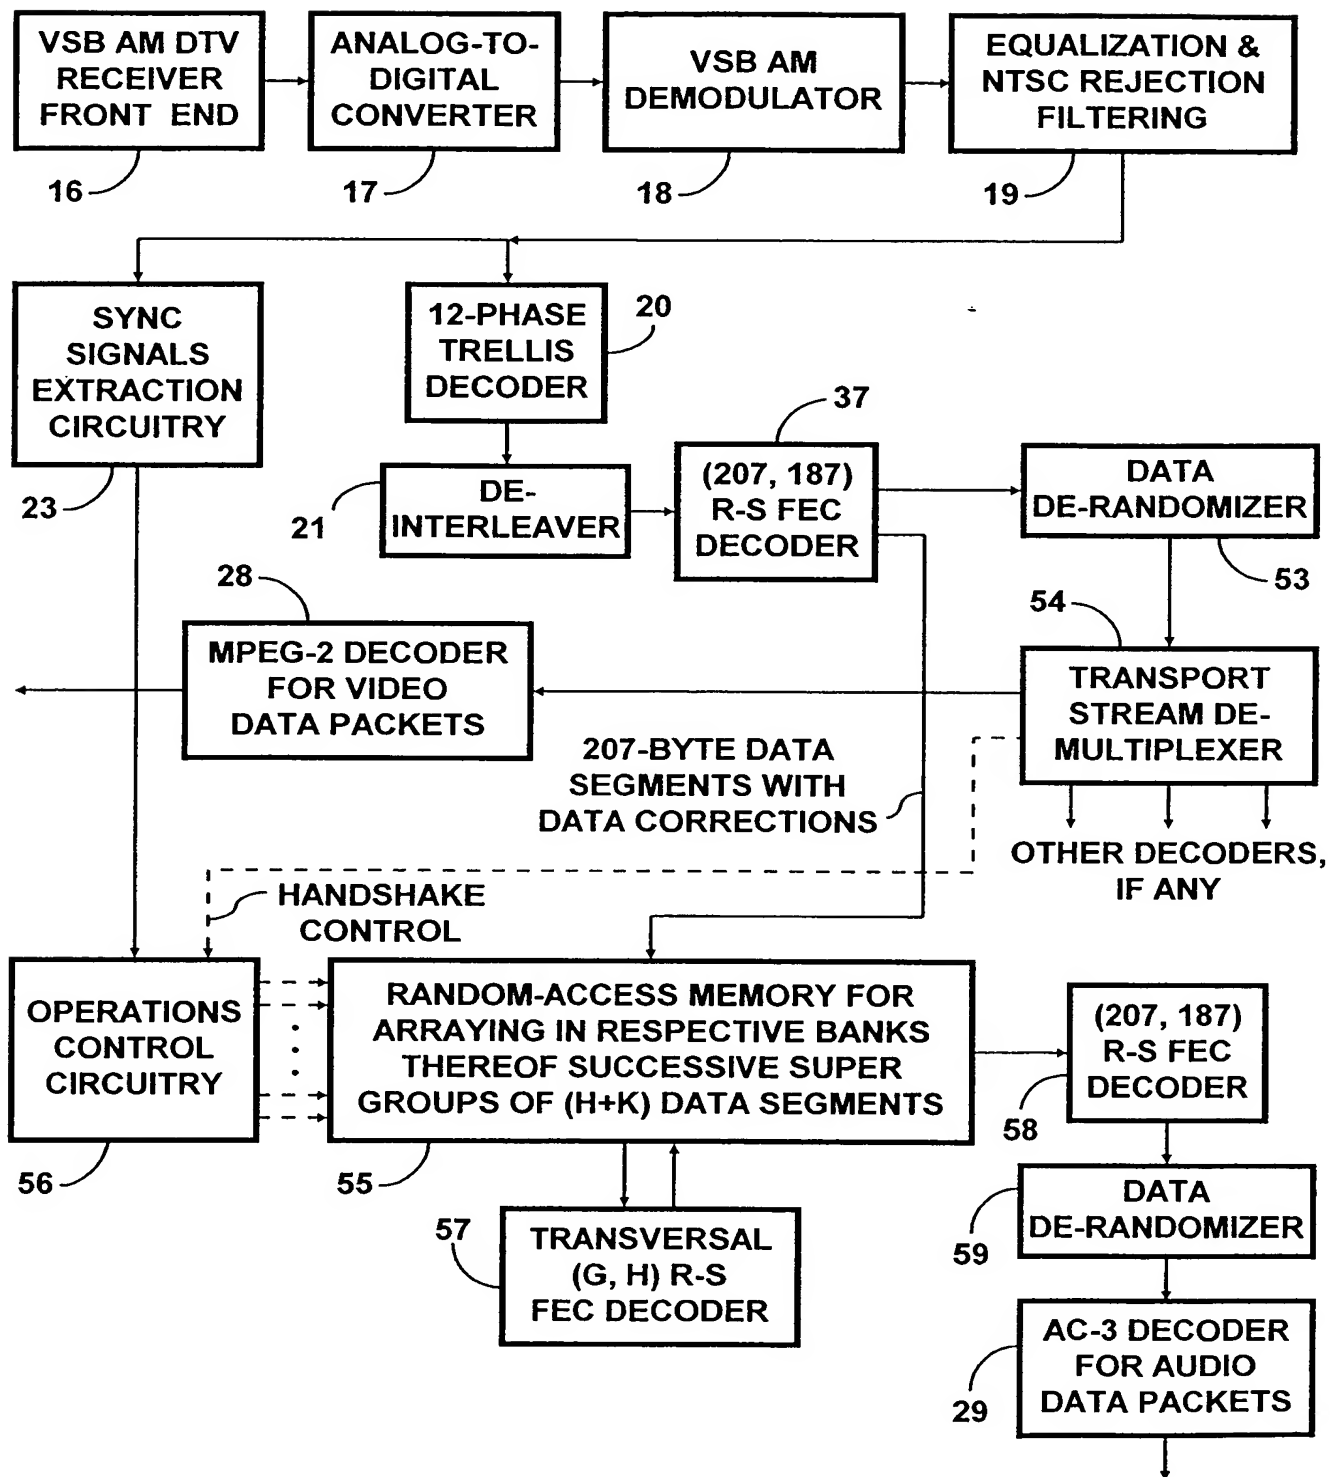 VSB AM DTV
RECEIVER
FRONT END
ANALOG-TO-
DIGITAL
CONVERTER
VSB AM
DEMODULATOR
EQUALIZATION &
NTSC REJECTION
FILTERING
16
17
18
19
SYNC
SIGNALS
EXTRACTION
CIRCUITRY
23
12-PHASE
TRELLIS
DECODER
20
DE-
INTERLEAVER
21
(207, 187)
R-S FEC
DECODER
37
DATA
DE-RANDOMIZER
53
28
MPEG-2 DECODER
FOR VIDEO
DATA PACKETS
54
TRANSPORT
STREAM DE-
MULTIPLEXER
207-BYTE DATA
SEGMENTS WITH
DATA CORRECTIONS
OTHER DECODERS,
IF ANY
HANDSHAKE
CONTROL
OPERATIONS
CONTROL
CIRCUITRY
56
RANDOM-ACCESS MEMORY FOR
ARRAYING IN RESPECTIVE BANKS
THEREOF SUCCESSIVE SUPER
GROUPS OF (H+K) DATA SEGMENTS
55
(207, 187)
R-S FEC
DECODER
58
57
TRANSVERSAL
(G, H) R-S
FEC DECODER
DATA
DE-RANDOMIZER
59
AC-3 DECODER
FOR AUDIO
DATA PACKETS
29